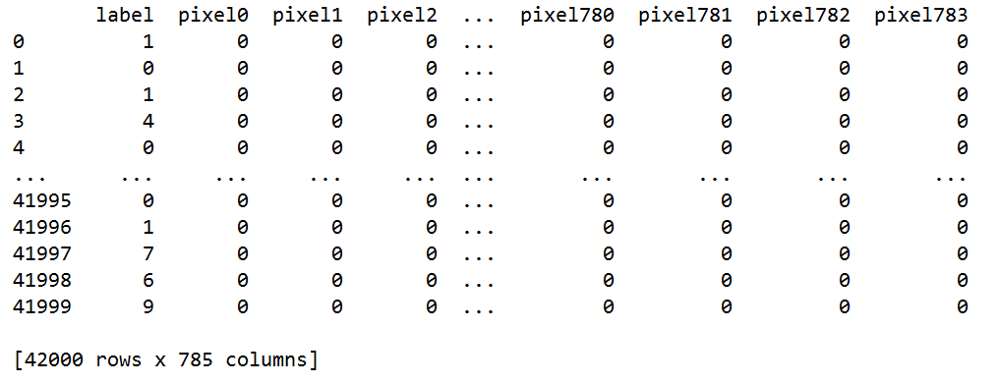 label  pixel0  pixel1  pixel2  ...  pixel780  pixel781  pixel782  pixel783
0          1       0       0       0  ...         0         0         0         0
1          0       0       0       0  ...         0         0         0         0
2          1       0       0       0  ...         0         0         0         0
3          4       0       0       0  ...         0         0         0         0
4          0       0       0       0  ...         0         0         0         0
...      ...     ...     ...     ...  ...       ...       ...       ...       ...
41995      0       0       0       0  ...         0         0         0         0
41996      1       0       0       0  ...         0         0         0         0
41997      7       0       0       0  ...         0         0         0         0
41998      6       0       0       0  ...         0         0         0         0
41999      9       0       0       0  ...         0         0         0         0

[42000 rows x 785 columns]